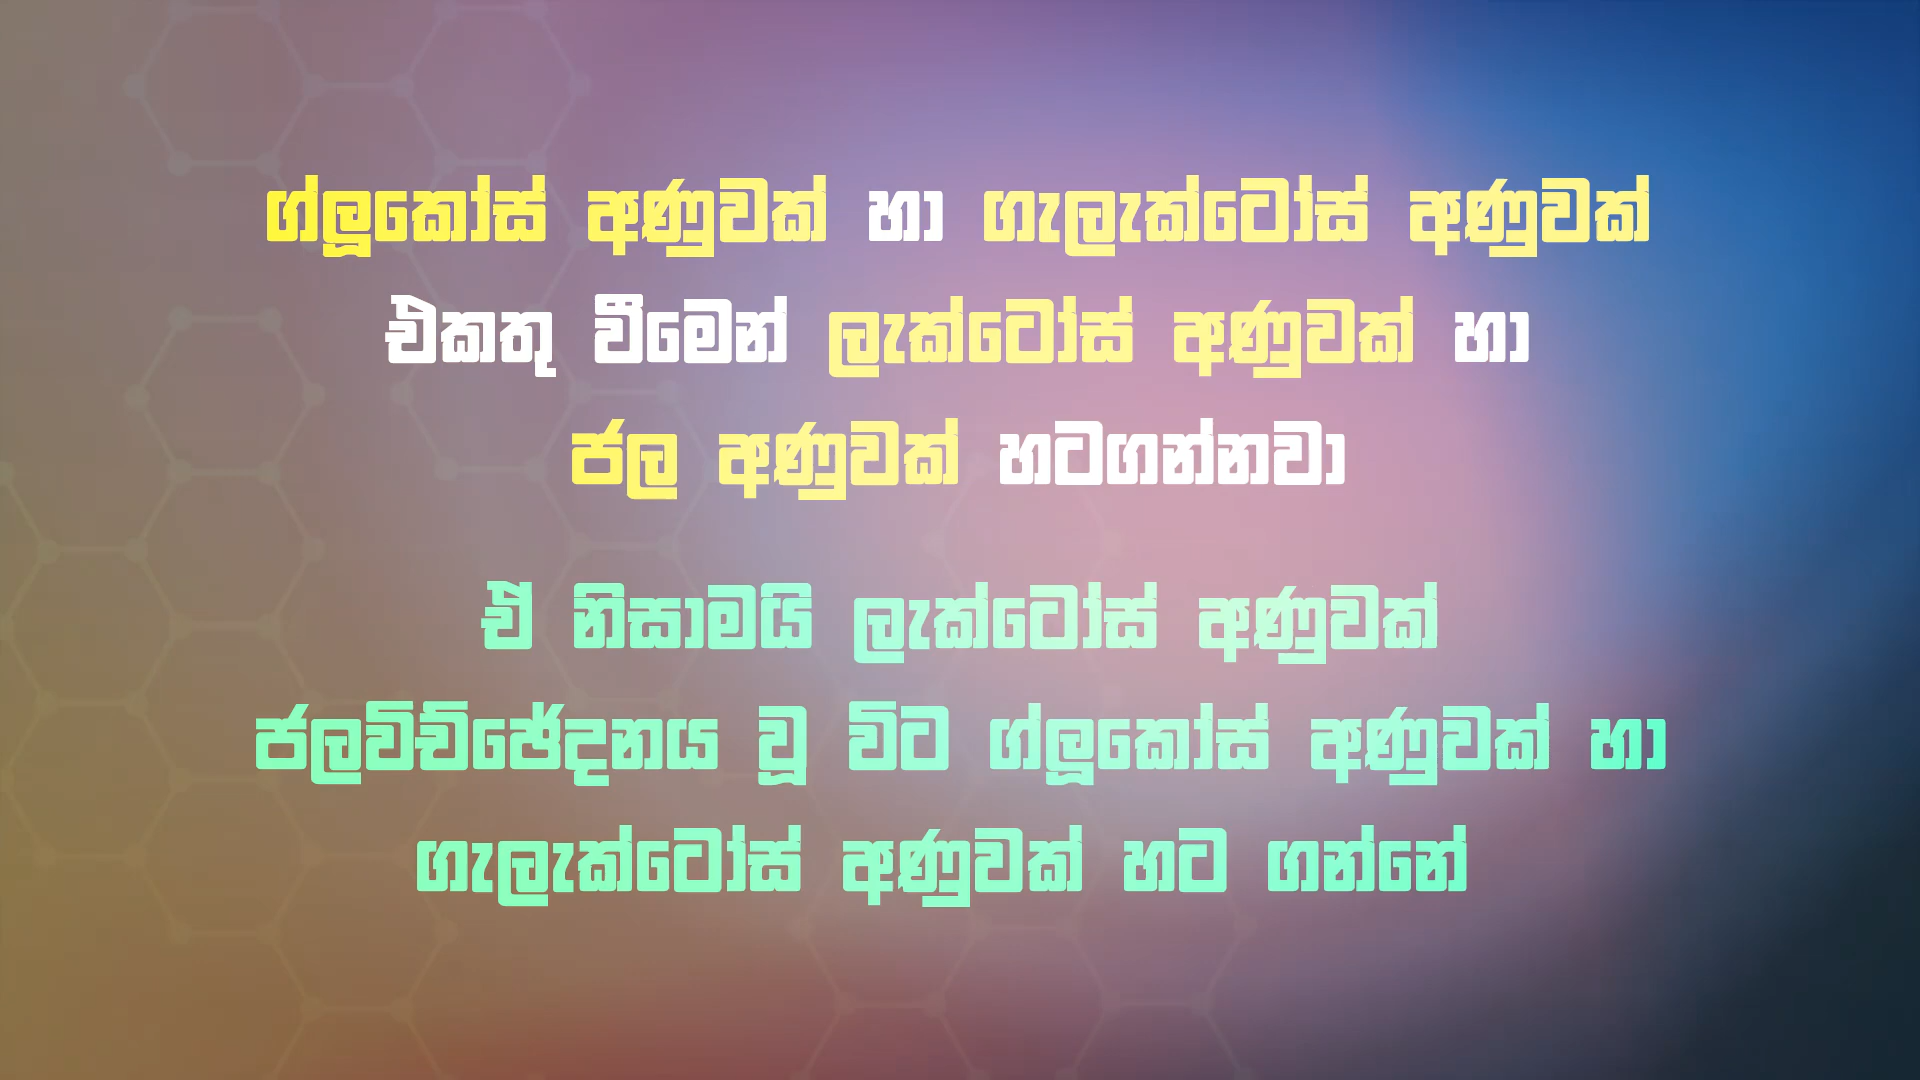 ග්ලූකෝස් අණුවක් හා ගැලැක්ටෝස් අණුවක්
එකතු වීමෙන් ලැක්ටෝස් අණුවක් හා
ජල අණුවක් හටගන්නවා
ඒ නිසාමයි ලැක්ටෝස් අණුවක්
ජලවිච්ඡේදනය වූ විට ග්ලූකෝස් අණුවක් හා
ගැලැක්ටෝස් අණුවක් හට ගන්නේ